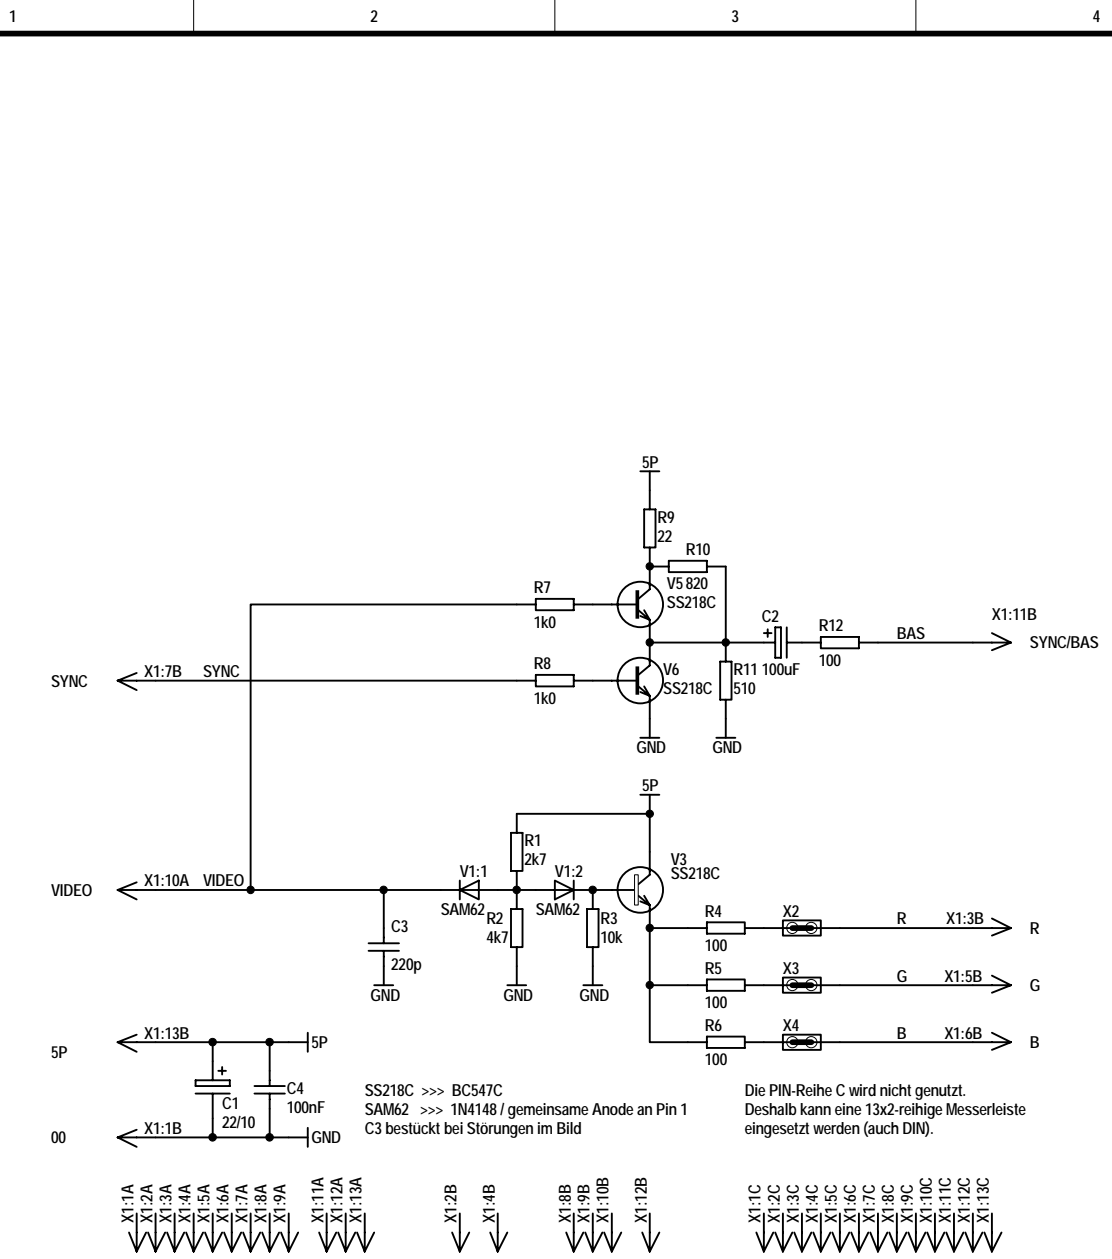 1 2 3 4
5P
R9
22
R10
V5 820
SS218C
R7
1k0
C2
+
100uF
R12
100
BAS
X1:11B
SYNC/BAS
SYNC
X1:7B SYNC
R8
1k0
V6
SS218C
R11
510
GND
GND
5P
R1
2k7
V3
SS218C
VIDEO
X1:10A VIDEO
V1:1
SAM62
V1:2
SAM62
R2
4k7
R3
10k
C3
220p
GND
GND
GND
R4
100
X2
R
X1:3B
R
R5
100
X3
G
X1:5B
G
R6
100
X4
B
X1:6B
B
5P
X1:13B
5P
+
C1
22/10
C4
100nF
00
X1:1B
GND
SS218C >>> BC547C
SAM62 >>> 1N4148 / gemeinsame Anode an Pin 1
C3 bestückt bei Störungen im Bild
Die PIN-Reihe C wird nicht genutzt.
Deshalb kann eine 13x2-reihige Messerleiste
eingesetzt werden (auch DIN).
X1:1A
X1:2A
X1:3A
X1:4A
X1:5A
X1:6A
X1:7A
X1:8A
X1:9A
X1:11A
X1:12A
X1:13A
X1:2B
X1:4B
X1:8B
X1:9B
X1:10B
X1:12B
X1:1C
X1:2C
X1:3C
X1:4C
X1:5C
X1:6C
X1:7C
X1:8C
X1:9C
X1:10C
X1:11C
X1:12C
X1:13C